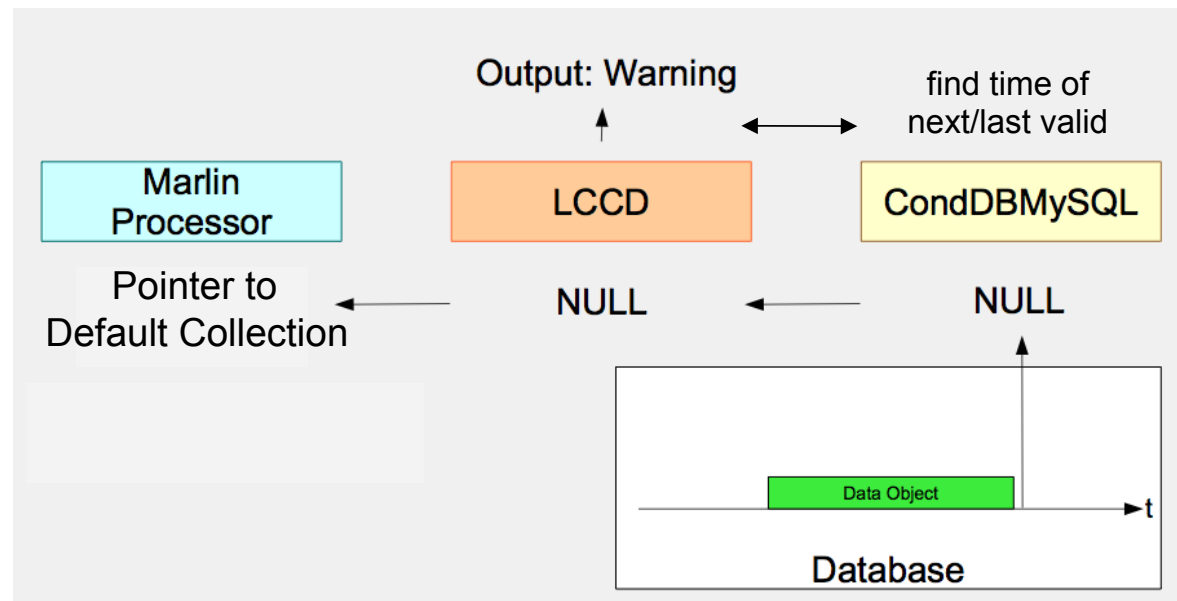 Output: Warning
find time of
next/last valid
Marlin
Processor
LCCD
CondDBMySQL
Pointer to
Default Collection
NULL
NULL
Data Object
t
Database